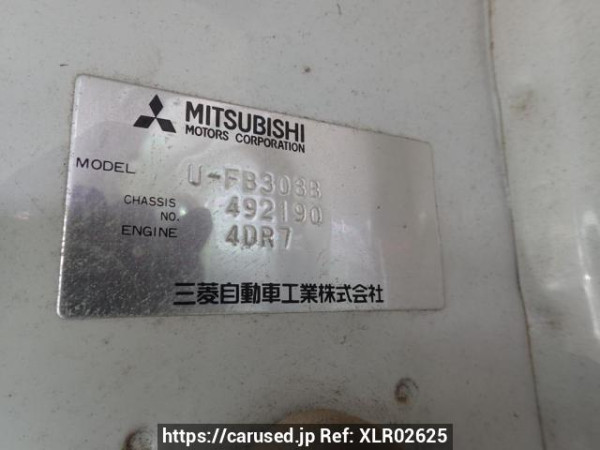 MITSUBISHI
MOTORS CORPORATION
MODEL U-FB308B
CHASSIS NO. 492190
ENGINE 4DR7
三菱自動車工業株式会社
https://carused.jp Ref: XLR02625